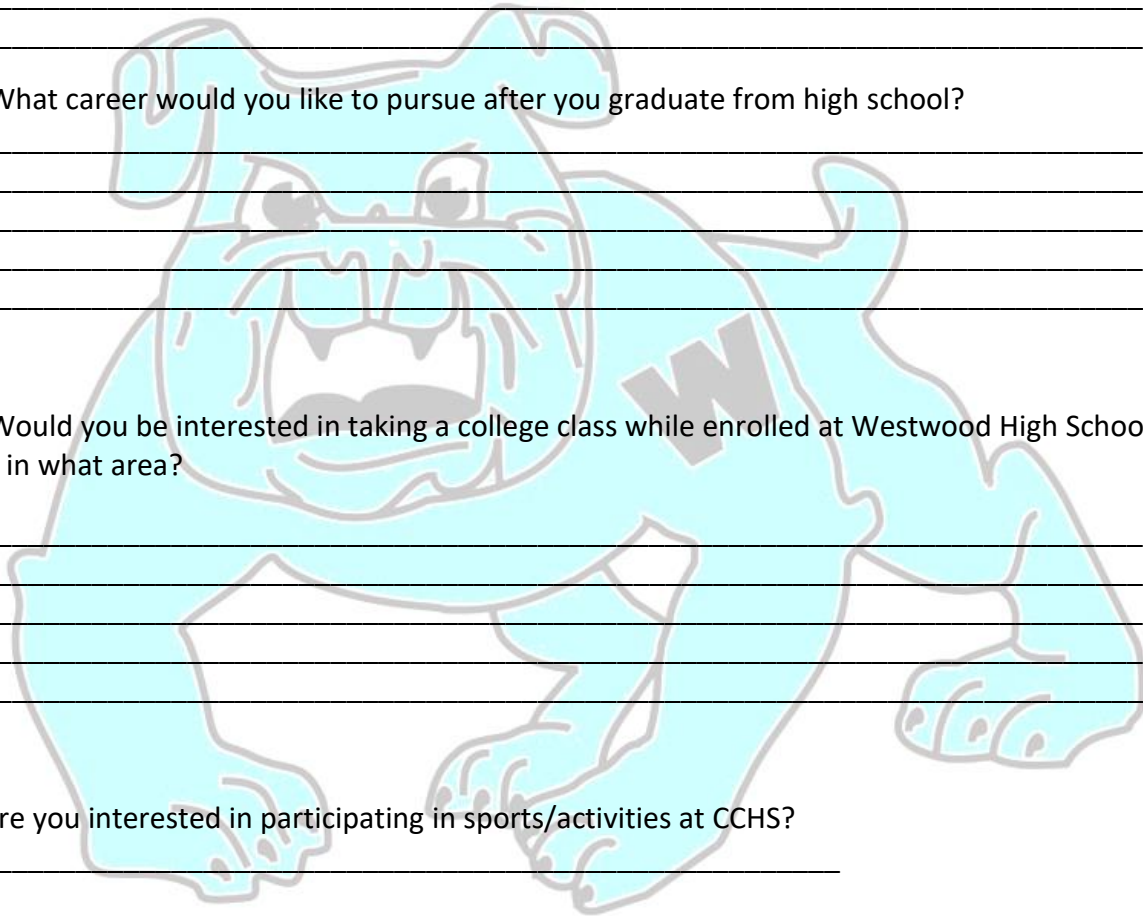 What career would you like to pursue after you graduate from high school?
W
Would you be interested in taking a college class while enrolled at Westwood High Schoo
in what area?
re you interested in participating in sports/activities at CCHS?